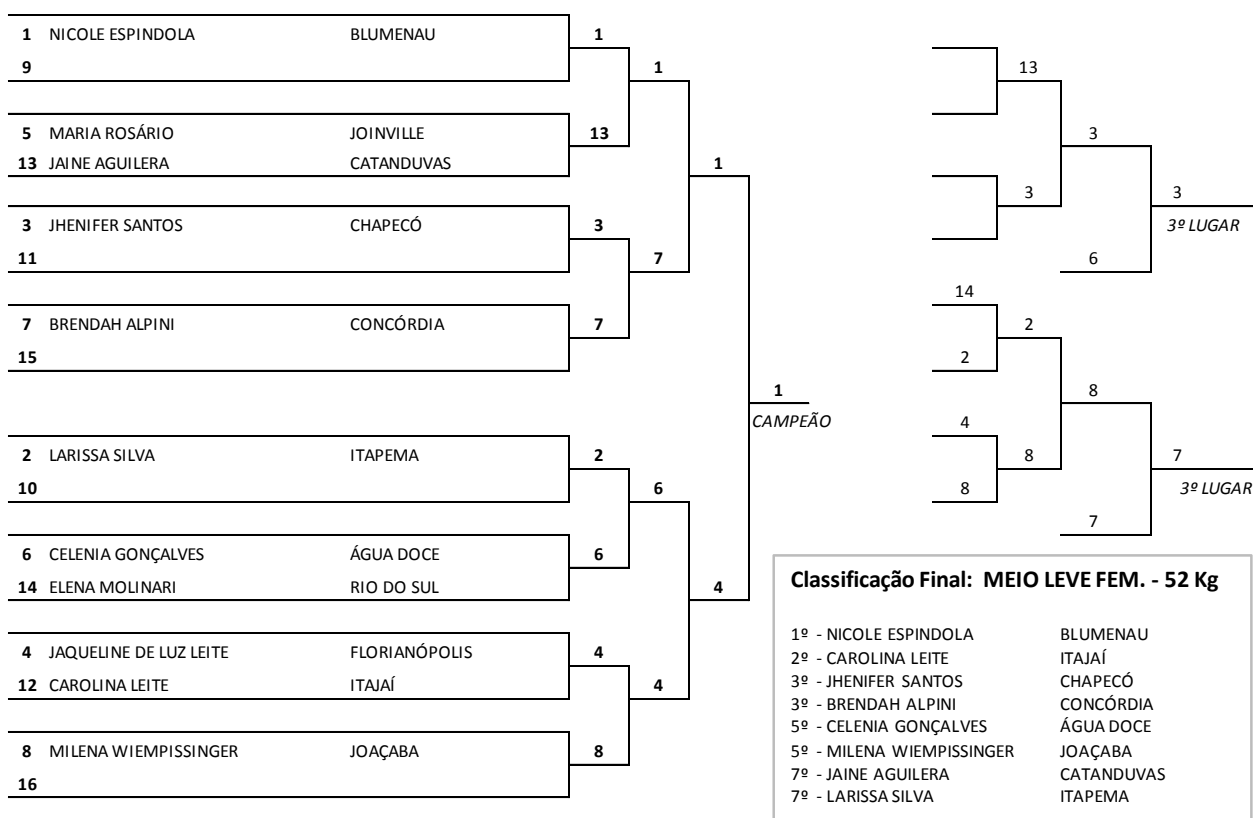 1 NICOLE ESPINDOLA BLUMENAU
9
5 MARIA ROSÁRIO JOINVILLE
13 JAINE AGUILERA CATANDUVAS
3 JHENIFER SANTOS CHAPECÓ
11
7 BRENDAH ALPINI CONCÓRDIA
15
2 LARISSA SILVA ITAPEMA
10
6 CELENIA GONÇALVES ÁGUA DOCE
14 ELENA MOLINARI RIO DO SUL
4 JAQUELINE DE LUZ LEITE FLORIANÓPOLIS
12 CAROLINA LEITE ITAJAÍ
8 MILENA WIEMPISSINGER JOAÇABA
16
1
13
3
7
2
6
4
8
1
7
6
4
1
4
1
CAMPEÃO
13
3
3
6
3
3º LUGAR
14
2
4
8
2
8
8
7
7
3º LUGAR
Classificação Final: MEIO LEVE FEM. - 52 Kg
1º - NICOLE ESPINDOLA BLUMENAU
2º - CAROLINA LEITE ITAJAÍ
3º - JHENIFER SANTOS CHAPECÓ
3º - BRENDAH ALPINI CONCÓRDIA
5º - CELENIA GONÇALVES ÁGUA DOCE
5º - MILENA WIEMPISSINGER JOAÇABA
7º - JAINE AGUILERA CATANDUVAS
7º - LARISSA SILVA ITAPEMA